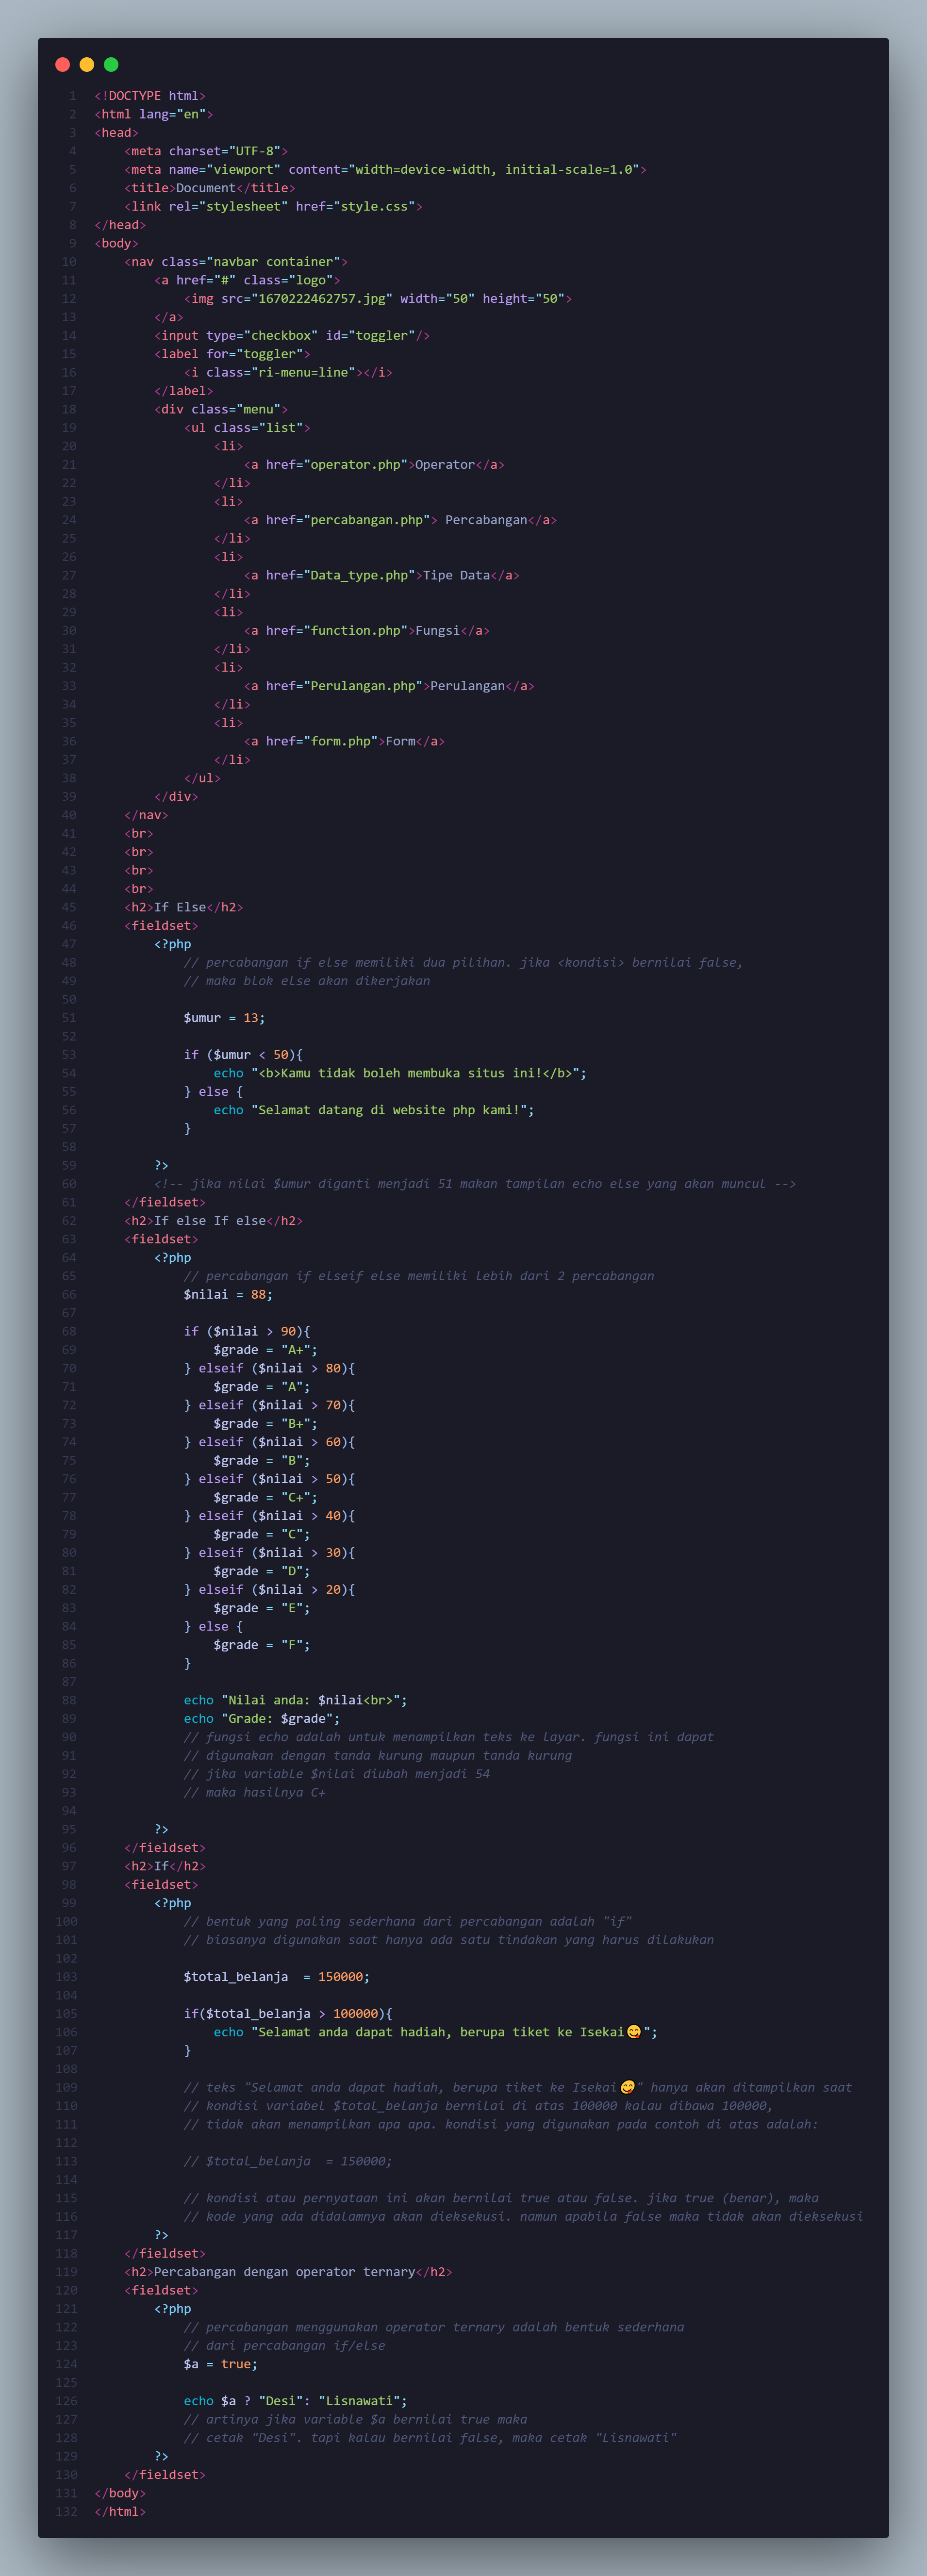 1 <!DOCTYPE html>
2 <html lang="en">
3 <head>
4     <meta charset="UTF-8">
5     <meta name="viewport" content="width=device-width, initial-scale=1.0">
6     <title>Document</title>
7     <link rel="stylesheet" href="style.css">
8 </head>
9 <body>
10     <nav class="navbar container">
11         <a href="#" class="logo">
12             <img src="1670222462757.jpg" width="50" height="50">
13         </a>
14         <input type="checkbox" id="toggler"/>
15         <label for="toggler">
16             <i class="ri-menu=line"></i>
17         </label>
18         <div class="menu">
19             <ul class="list">
20                 <li>
21                     <a href="operator.php">Operator</a>
22                 </li>
23                 <li>
24                     <a href="percabangan.php"> Percabangan</a>
25                 </li>
26                 <li>
27                     <a href="Data_type.php">Tipe Data</a>
28                 </li>
29                 <li>
30                     <a href="function.php">Fungsi</a>
31                 </li>
32                 <li>
33                     <a href="Perulangan.php">Perulangan</a>
34                 </li>
35                 <li>
36                     <a href="form.php">Form</a>
37                 </li>
38             </ul>
39         </div>
40     </nav>
41     <br>
42     <br>
43     <br>
44     <br>
45     <h2>If Else</h2>
46     <fieldset>
47         <?php
48             // percabangan if else memiliki dua pilihan. jika <kondisi> bernilai false,
49             // maka blok else akan dikerjakan
50
51             $umur = 13;
52
53             if ($umur < 50){
54                 echo "<b>Kamu tidak boleh membuka situs ini!</b>";
55             } else {
56                 echo "Selamat datang di website php kami!";
57             }
58
59         ?>
60         <!-- jika nilai $umur diganti menjadi 51 makan tampilan echo else yang akan muncul -->
61     </fieldset>
62     <h2>If else If else</h2>
63     <fieldset>
64         <?php
65             // percabangan if elseif else memiliki lebih dari 2 percabangan
66             $nilai = 88;
67
68             if ($nilai > 90){
69                 $grade = "A+";
70             } elseif ($nilai > 80){
71                 $grade = "A";
72             } elseif ($nilai > 70){
73                 $grade = "B+";
74             } elseif ($nilai > 60){
75                 $grade = "B";
76             } elseif ($nilai > 50){
77                 $grade = "C+";
78             } elseif ($nilai > 40){
79                 $grade = "C";
80             } elseif ($nilai > 30){
81                 $grade = "D";
82             } elseif ($nilai > 20){
83                 $grade = "E";
84             } else {
85                 $grade = "F";
86             }
87
88             echo "Nilai anda: $nilai<br>";
89             echo "Grade: $grade";
90             // fungsi echo adalah untuk menampilkan teks ke layar. fungsi ini dapat
91             // digunakan dengan tanda kurung maupun tanda kurung
92             // jika variable $nilai diubah menjadi 54
93             // maka hasilnya C+
94
95         ?>
96     </fieldset>
97     <h2>If</h2>
98     <fieldset>
99         <?php
100             // bentuk yang paling sederhana dari percabangan adalah "if"
101             // biasanya digunakan saat hanya ada satu tindakan yang harus dilakukan
102
103             $total_belanja  = 150000;
104
105             if($total_belanja > 100000){
106                 echo "Selamat anda dapat hadiah, berupa tiket ke Isekai😋";
107             }
108
109             // teks "Selamat anda dapat hadiah, berupa tiket ke Isekai😋" hanya akan ditampilkan saat
110             // kondisi variabel $total_belanja bernilai di atas 100000 kalau dibawa 100000,
111             // tidak akan menampilkan apa apa. kondisi yang digunakan pada contoh di atas adalah:
112
113             // $total_belanja  = 150000;
114
115             // kondisi atau pernyataan ini akan bernilai true atau false. jika true (benar), maka
116             // kode yang ada didalamnya akan dieksekusi. namun apabila false maka tidak akan dieksekusi
117         ?>
118     </fieldset>
119     <h2>Percabangan dengan operator ternary</h2>
120     <fieldset>
121         <?php
122             // percabangan menggunakan operator ternary adalah bentuk sederhana
123             // dari percabangan if/else
124             $a = true;
125
126             echo $a ? "Desi": "Lisnawati";
127             // artinya jika variable $a bernilai true maka
128             // cetak "Desi". tapi kalau bernilai false, maka cetak "Lisnawati"
129         ?>
130     </fieldset>
131 </body>
132 </html>